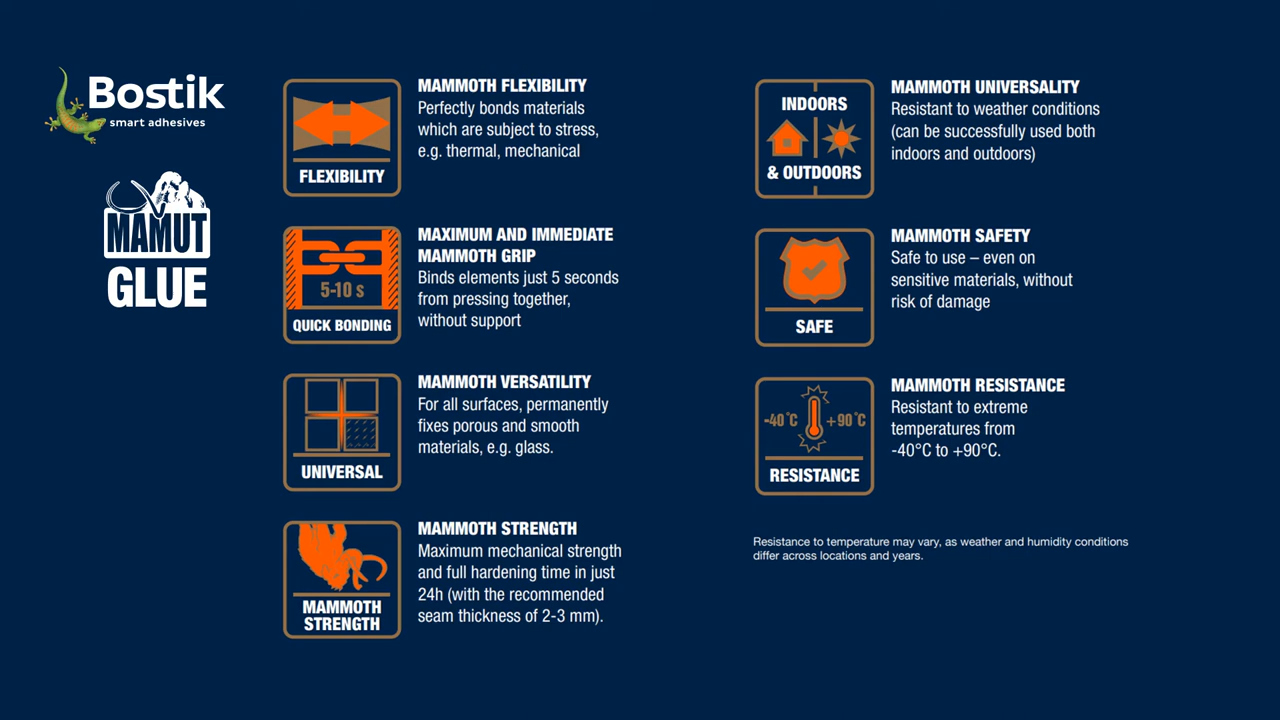 Bostik
smart adhesives
MAMUT
GLUE
FLEXIBILITY
MAMMOTH FLEXIBILITY
Perfectly bonds materials
which are subject to stress,
e.g. thermal, mechanical
5-10 s
QUICK BONDING
MAXIMUM AND IMMEDIATE
MAMMOTH GRIP
Binds elements just 5 seconds
from pressing together,
without support
UNIVERSAL
MAMMOTH VERSATILITY
For all surfaces, permanently
fixes porous and smooth
materials, e.g. glass.
MAMMOTH
STRENGTH
MAMMOTH STRENGTH
Maximum mechanical strength
and full hardening time in just
24h (with the recommended
seam thickness of 2-3 mm).
INDOORS
& OUTDOORS
MAMMOTH UNIVERSALITY
Resistant to weather conditions
(can be successfully used both
indoors and outdoors)
SAFE
MAMMOTH SAFETY
Safe to use – even on
sensitive materials, without
risk of damage
-40°C +90°C
RESISTANCE
MAMMOTH RESISTANCE
Resistant to extreme
temperatures from
-40°C to +90°C.
Resistance to temperature may vary, as weather and humidity conditions
differ across locations and years.